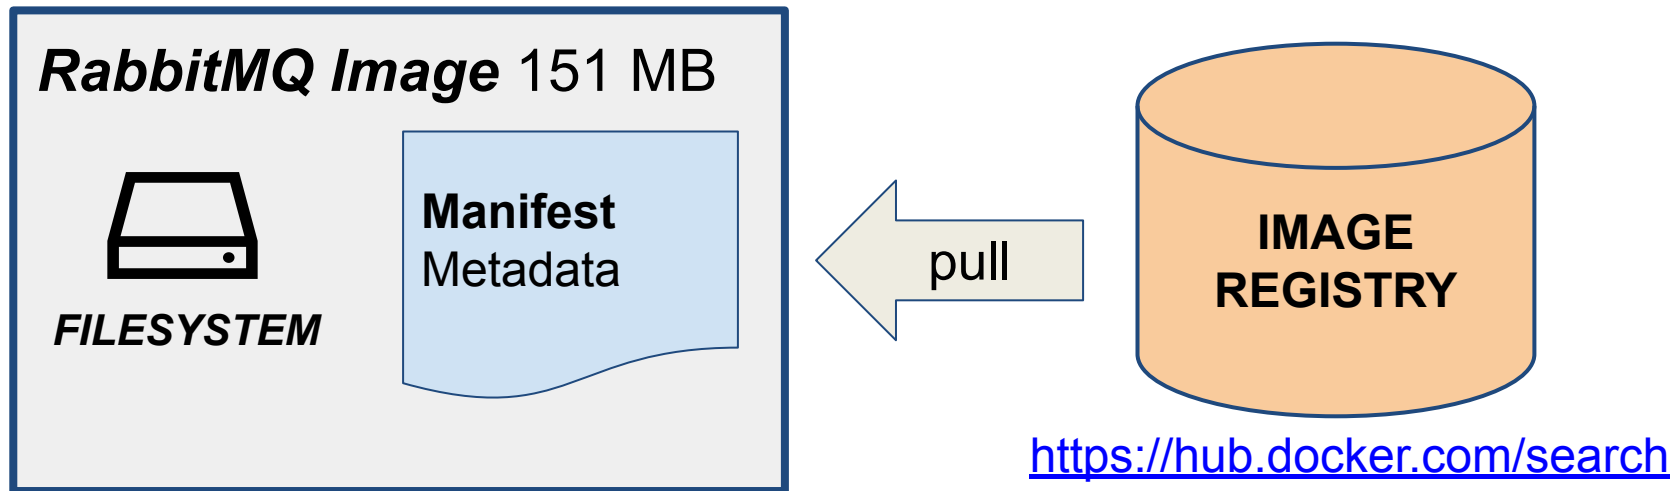 RabbitMQ Image 151 MB
Manifest
Metadata
FILESYSTEM
pull
IMAGE
REGISTRY
https://hub.docker.com/search